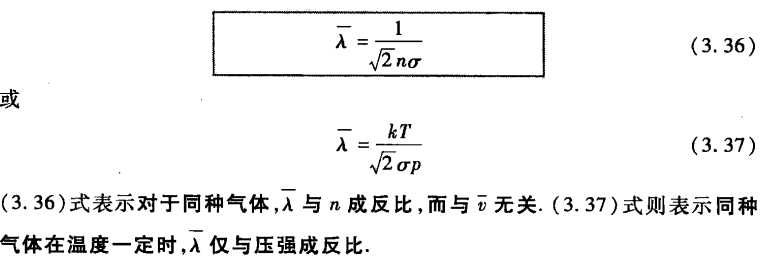 λ̄ = 1/(√2 nσ) (3.36)
或
λ̄ = kT/(√2 σp) (3.37)
(3.36)式表示对于同种气体,λ̄ 与 n 成反比,而与 v̄ 无关.(3.37)式则表示同种
气体在温度一定时,λ̄ 仅与压强成反比.